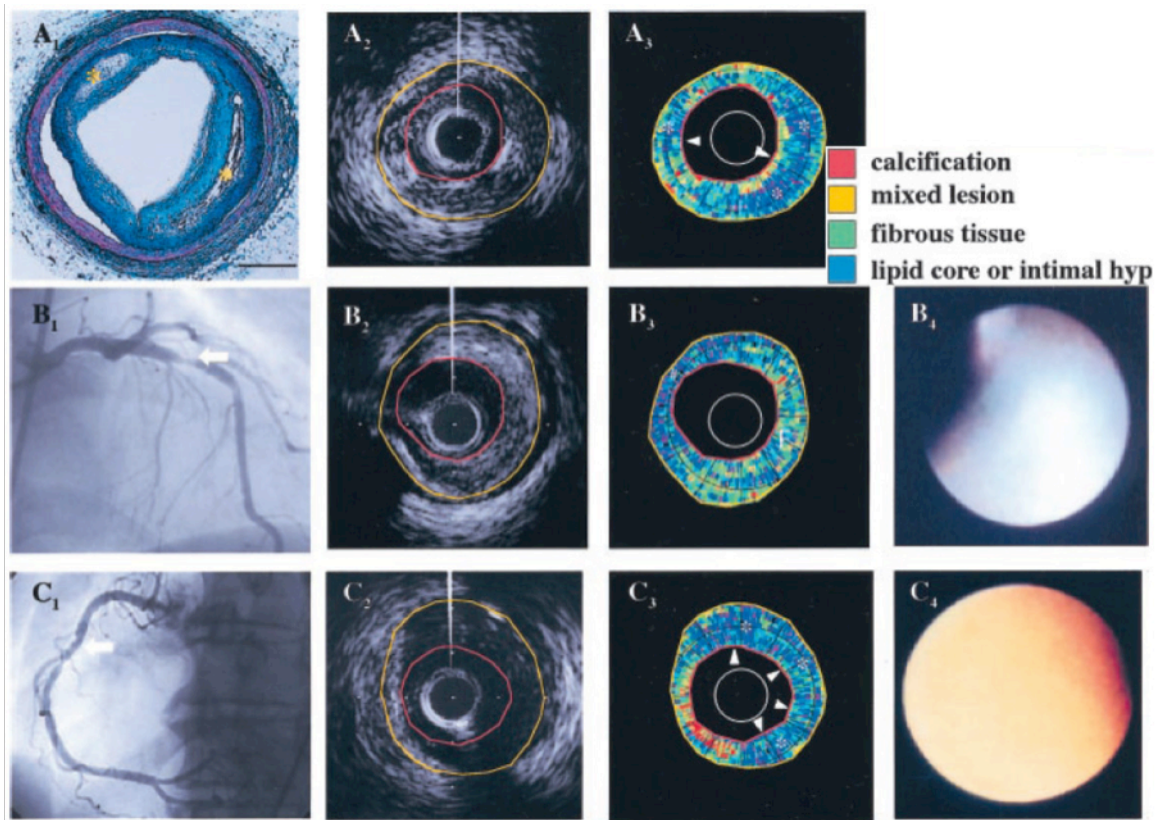 A1
A2
A3
calcification
mixed lesion
fibrous tissue
lipid core or intimal hyp
B1
B2
B3
B4
F
C1
C2
C3
C4